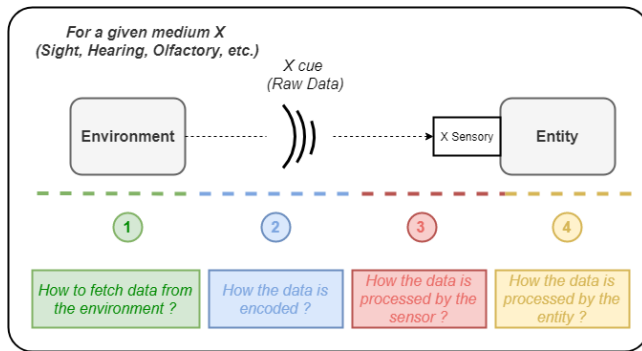 For a given medium X
(Sight, Hearing, Olfactory, etc.)
X cue
(Raw Data)
Environment
X Sensory
Entity
1
2
3
4
How to fetch data from
the environment ?
How the data is
encoded ?
How the data is
processed by the
sensor ?
How the data is
processed by the
entity ?